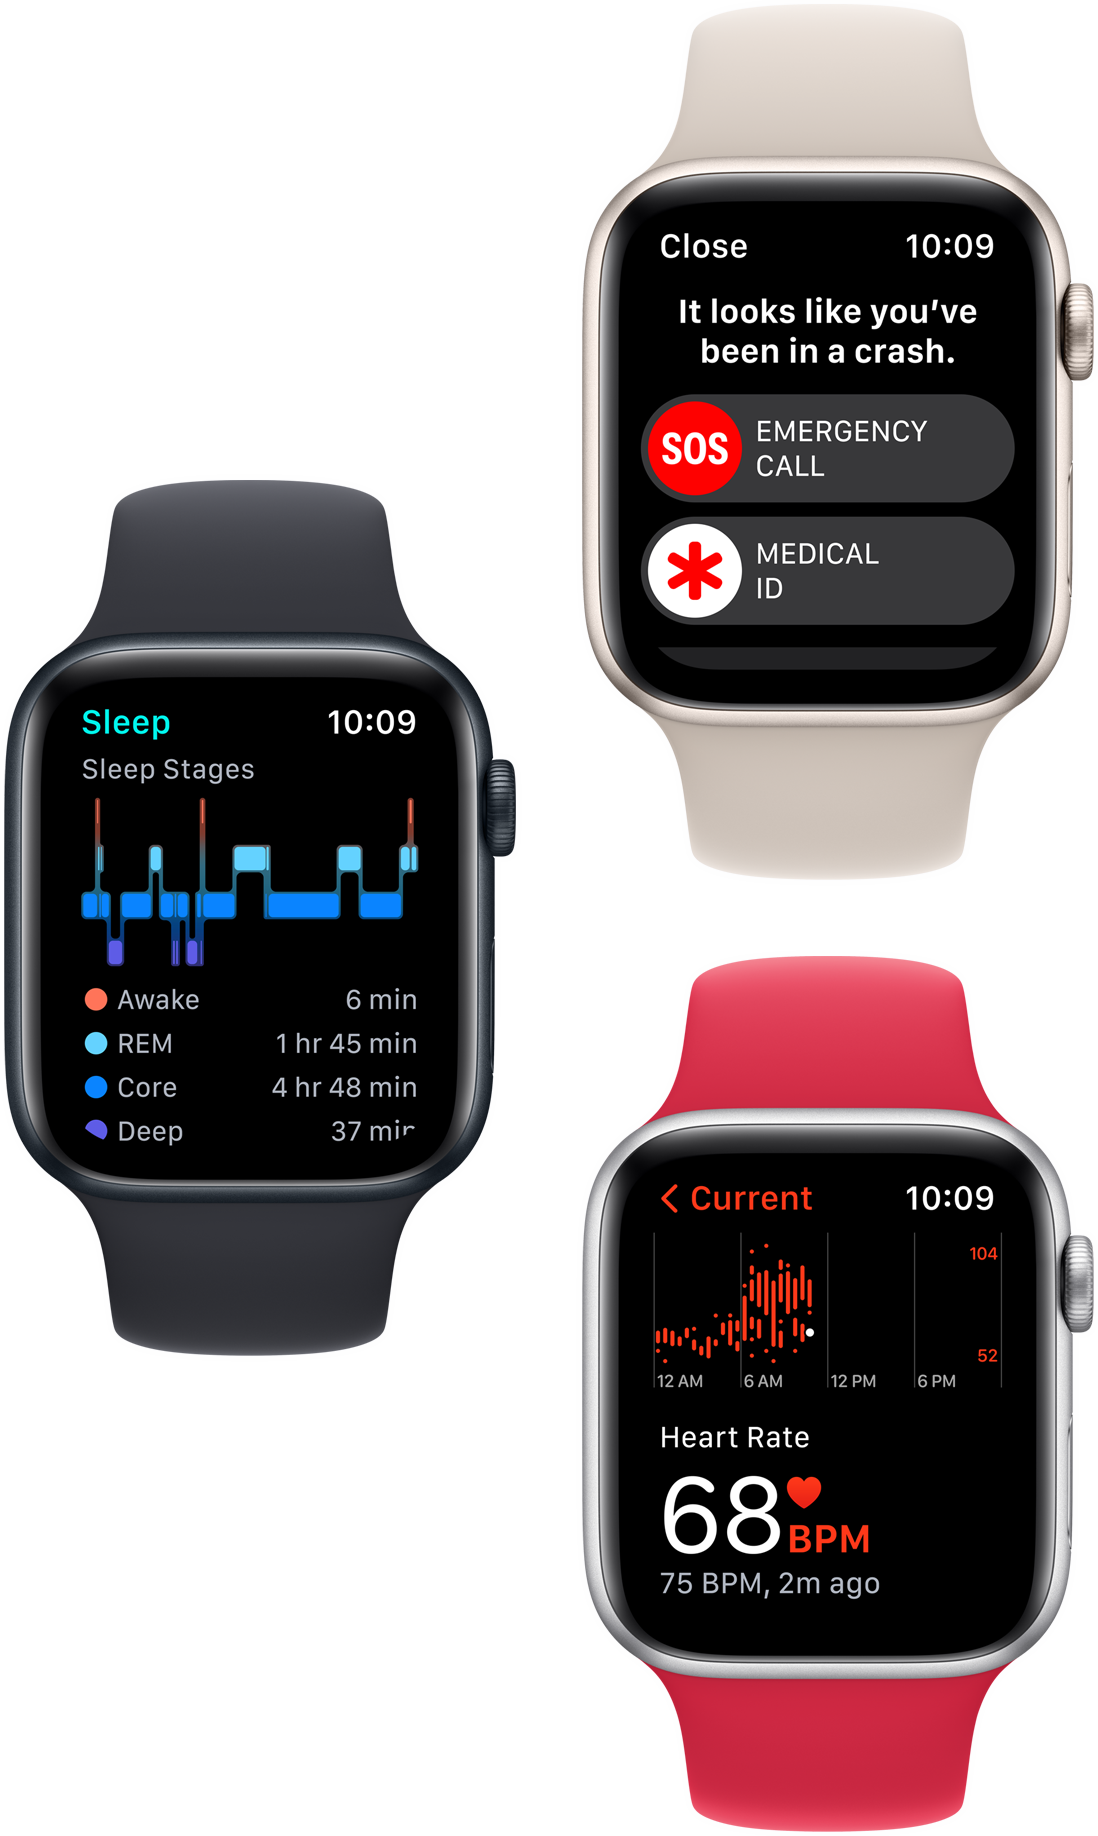 Close 10:09
It looks like you've
been in a crash.
SOS EMERGENCY
CALL
MEDICAL
ID
Sleep 10:09
Sleep Stages
Awake 6 min
REM 1 hr 45 min
Core 4 hr 48 min
Deep 37 min
Current 10:09
104
52
12 AM 6 AM 12 PM 6 PM
Heart Rate
68 BPM
75 BPM, 2m ago